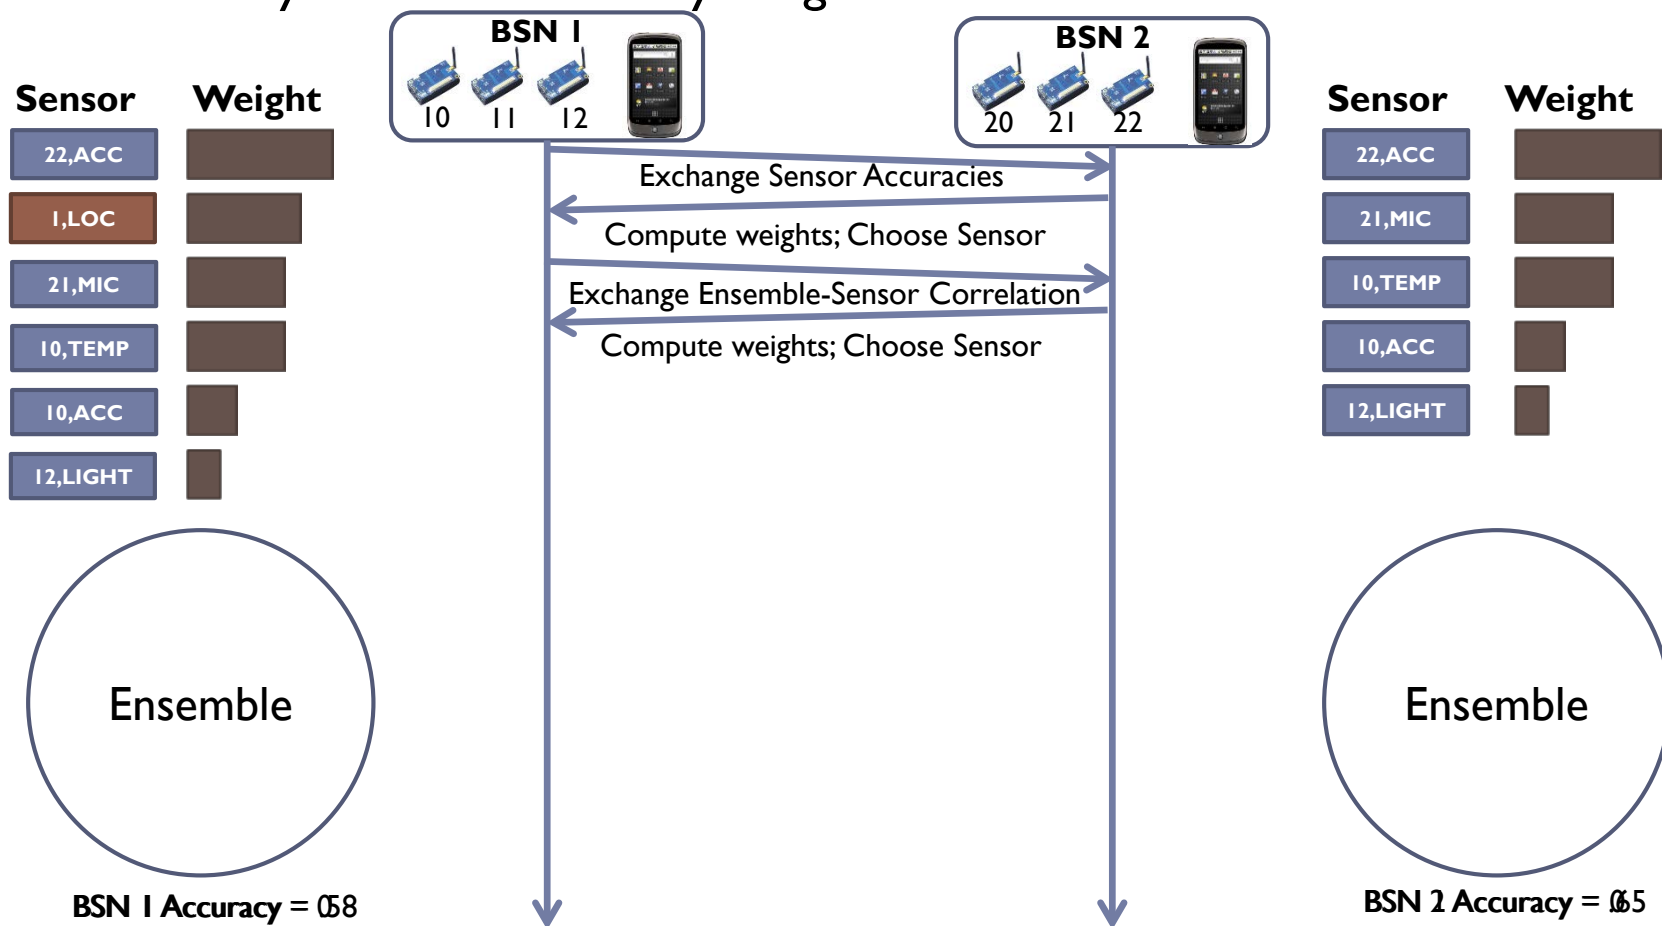 BSN 1
10 11 12
BSN 2
20 21 22
Sensor Weight
22,ACC
1,LOC
21,MIC
10,TEMP
10,ACC
12,LIGHT
Exchange Sensor Accuracies
Compute weights; Choose Sensor
Exchange Ensemble-Sensor Correlation
Compute weights; Choose Sensor
Sensor Weight
22,ACC
21,MIC
10,TEMP
10,ACC
12,LIGHT
Ensemble
Ensemble
BSN 1 Accuracy =
BSN 2 Accuracy =